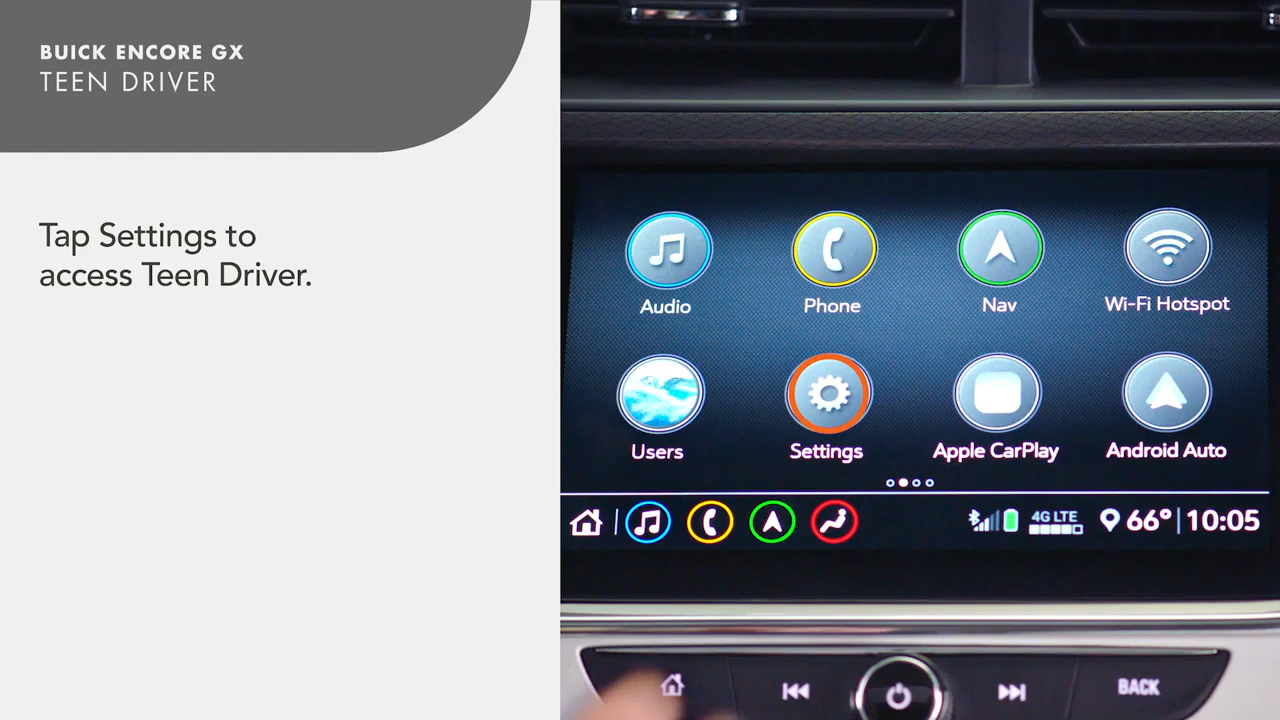 BUICK ENCORE GX
TEEN DRIVER
Tap Settings to
access Teen Driver.
Audio
Phone
Nav
Wi-Fi Hotspot
Users
Settings
Apple CarPlay
Android Auto
4G LTE
66°
10:05
BACK